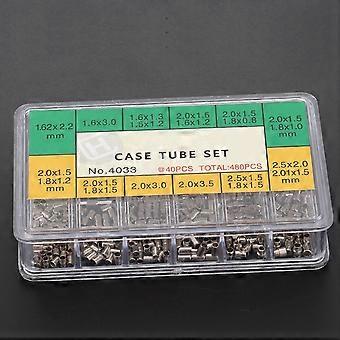 1.62x2.2
mm
1.6x3.0
1.6x1.3
1.5x1.2
2.0x1.5
1.6x1.2
2.0x1.5
1.8x0.8
2.0x1.5
1.8x1.0
mm
CASE TUBE SET
No.4033 @40PCS TOTAL:480PCS
2.0x1.5
1.8x1.2
mm
2.0x1.5
1.8x1.5
2.0x3.0
2.0x3.5
2.5x1.5
1.8x1.5
2.5x2.0
2.01x1.5
mm